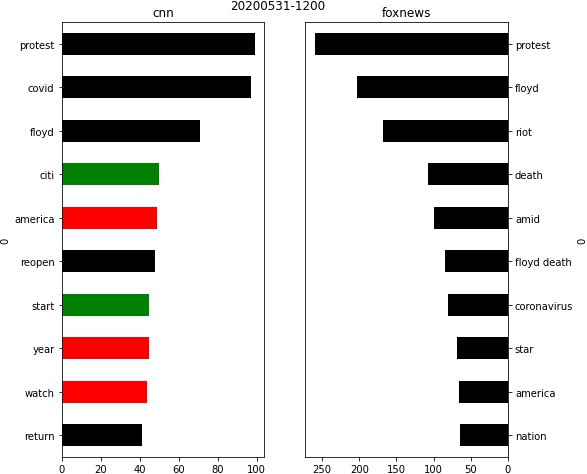 20200531-1200
cnn
foxnews
protest
covid
floyd
citi
america
reopen
start
year
watch
return
0
0 20 40 60 80 100
protest
floyd
riot
death
amid
floyd death
coronavirus
star
america
nation
0
250 200 150 100 50 0